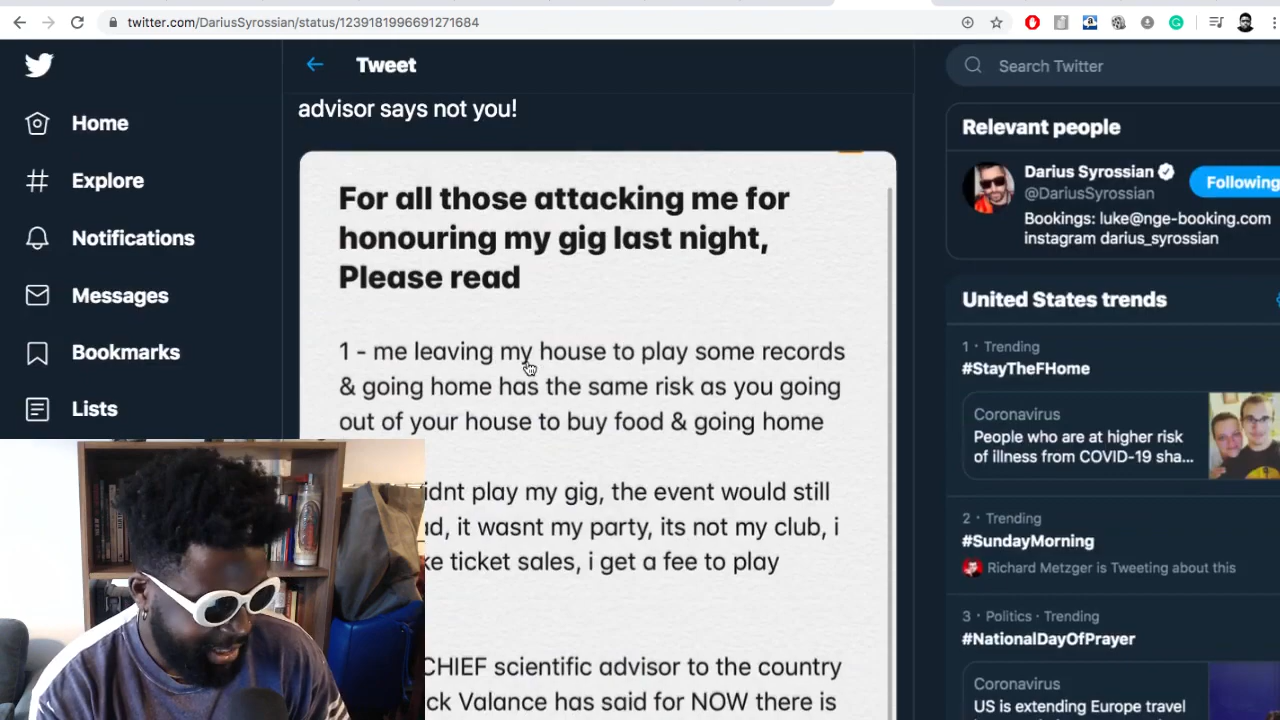 twitter.com/DariusSyrossian/status/1239181996691271684
Home
Explore
Notifications
Messages
Bookmarks
Lists
Tweet
advisor says not you!
For all those attacking me for
honouring my gig last night,
Please read
1 - me leaving my house to play some records
& going home has the same risk as you going
out of your house to buy food & going home
idnt play my gig, the event would still
it wasnt my party, its not my club, i
ticket sales, i get a fee to play
CHIEF scientific advisor to the country
Valance has said for NOW there is
Search Twitter
Relevant people
Darius Syrossian
@DariusSyrossian
Following
Bookings: luke@nge-booking.com
instagram darius_syrossian
United States trends
1 · Trending
#StayTheFHome
Coronavirus
People who are at higher risk
of illness from COVID-19 sha...
2 · Trending
#SundayMorning
Richard Metzger is Tweeting about this
3 · Politics · Trending
#NationalDayOfPrayer
Coronavirus
US is extending Europe travel